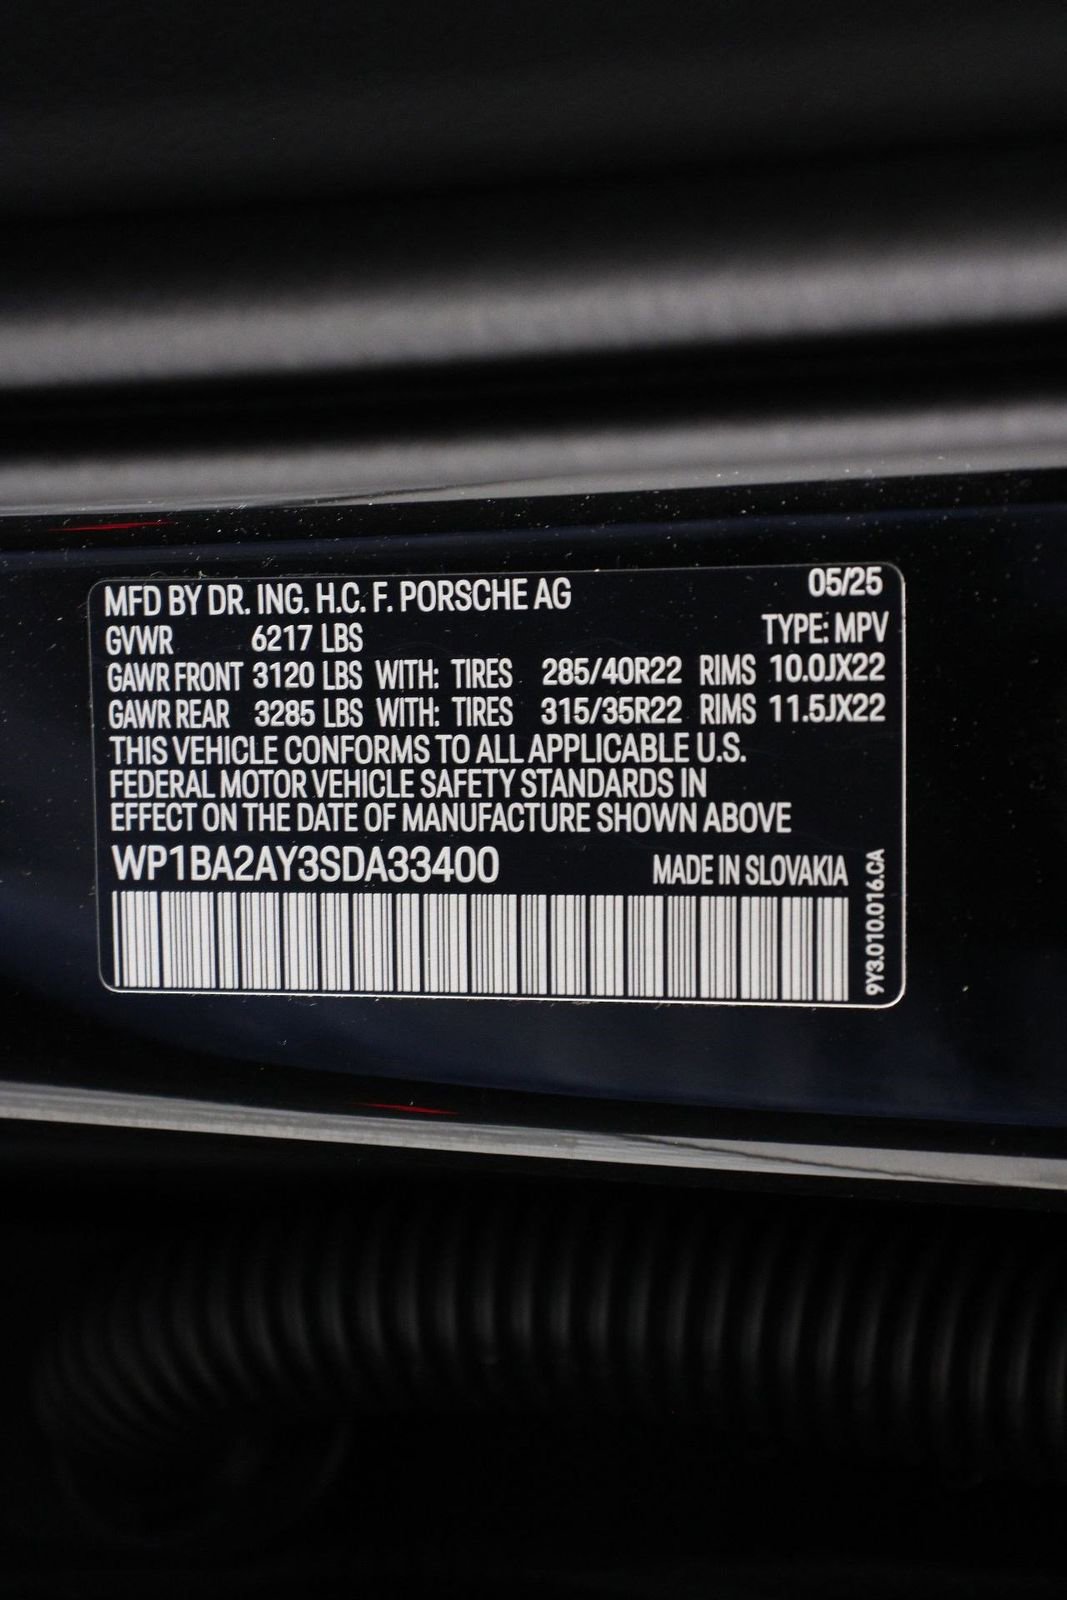 MFD BY DR. ING. H.C. F. PORSCHE AG 05/25
GVWR 6217 LBS TYPE: MPV
GAWR FRONT 3120 LBS WITH: TIRES 285/40R22 RIMS 10.0JX22
GAWR REAR 3285 LBS WITH: TIRES 315/35R22 RIMS 11.5JX22
THIS VEHICLE CONFORMS TO ALL APPLICABLE U.S.
FEDERAL MOTOR VEHICLE SAFETY STANDARDS IN
EFFECT ON THE DATE OF MANUFACTURE SHOWN ABOVE
WP1BA2AY3SDA33400 MADE IN SLOVAKIA
9Y3.010.016.CA